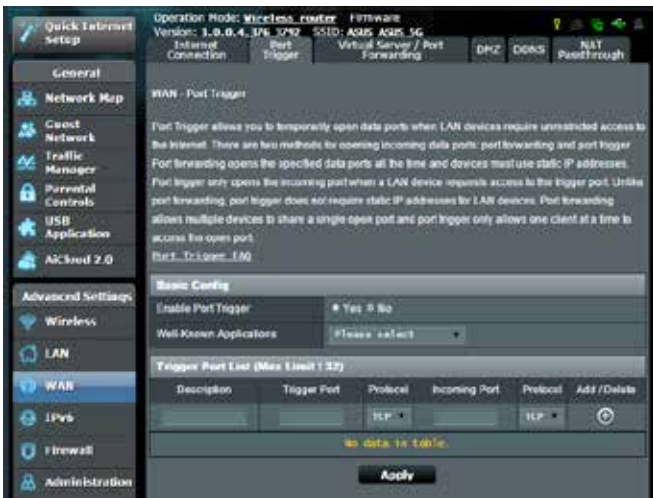 Quick Internet
Setup
Operation Mode: Wireless router Firmware
Version: 3.0.0.4.376_3792 SSID: ASUS ASUS_5G
Internet
Connection
Port
Trigger
Virtual Server / Port
Forwarding
DMZ
DDNS
NAT
Passthrough
General
Network Map
Guest
Network
Traffic
Manager
Parental
Controls
USB
Application
AiCloud 2.0
Advanced Settings
Wireless
LAN
WAN
IPv6
Firewall
Administration
WAN - Port Trigger
Port Trigger allows you to temporarily open data ports when LAN devices require unrestricted access to
the Internet. There are two methods for opening incoming data ports: port forwarding and port trigger.
Port forwarding opens the specified data ports all the time and devices must use static IP addresses.
Port trigger only opens the incoming port when a LAN device requests access to the trigger port. Unlike
port forwarding, port trigger does not require static IP addresses for LAN devices. Port forwarding
allows multiple devices to share a single open port and port trigger only allows one client at a time to
access the open port.
Port Trigger FAQ
Basic Config
Enable Port Trigger Yes No
Well-Known Applications Please select
Trigger Port List (Max Limit : 32)
Description Trigger Port Protocol Incoming Port Protocol Add / Delete
TCP TCP
No data in table.
Apply